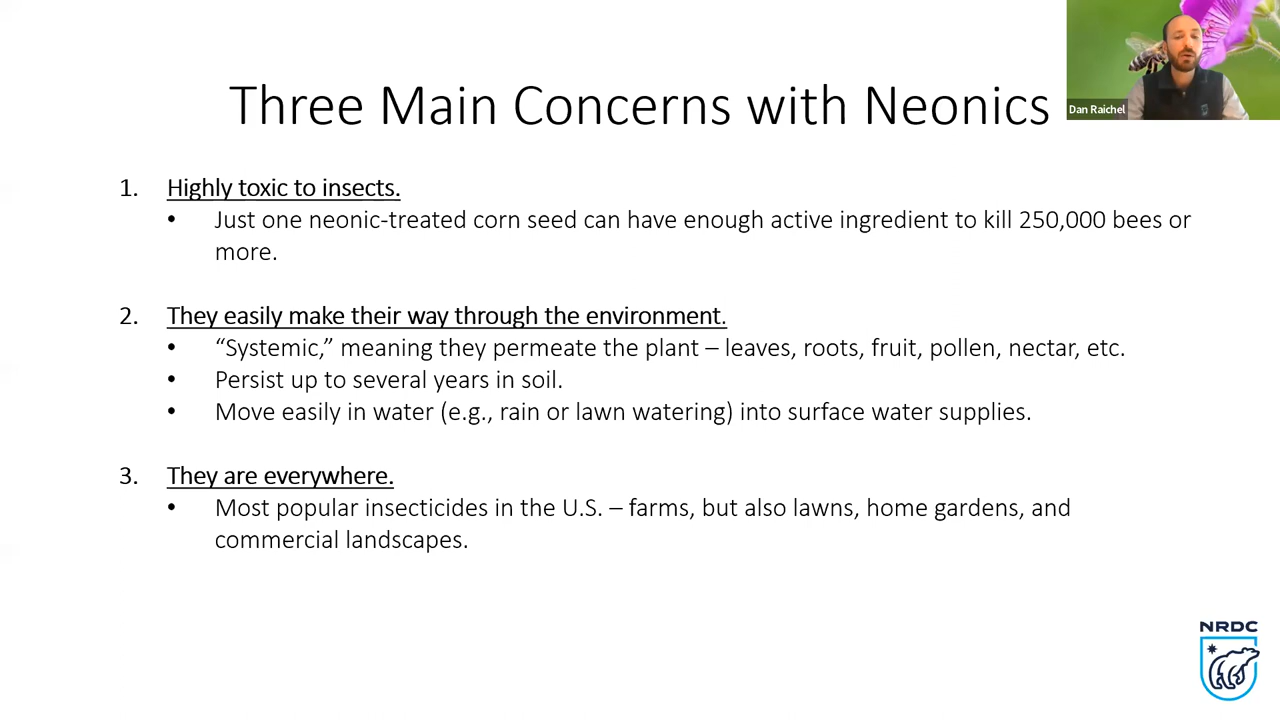 Three Main Concerns with Neonics
Dan Raichel
1. Highly toxic to insects.
• Just one neonic-treated corn seed can have enough active ingredient to kill 250,000 bees or
more.
2. They easily make their way through the environment.
• “Systemic,” meaning they permeate the plant – leaves, roots, fruit, pollen, nectar, etc.
• Persist up to several years in soil.
• Move easily in water (e.g., rain or lawn watering) into surface water supplies.
3. They are everywhere.
• Most popular insecticides in the U.S. – farms, but also lawns, home gardens, and
commercial landscapes.
NRDC